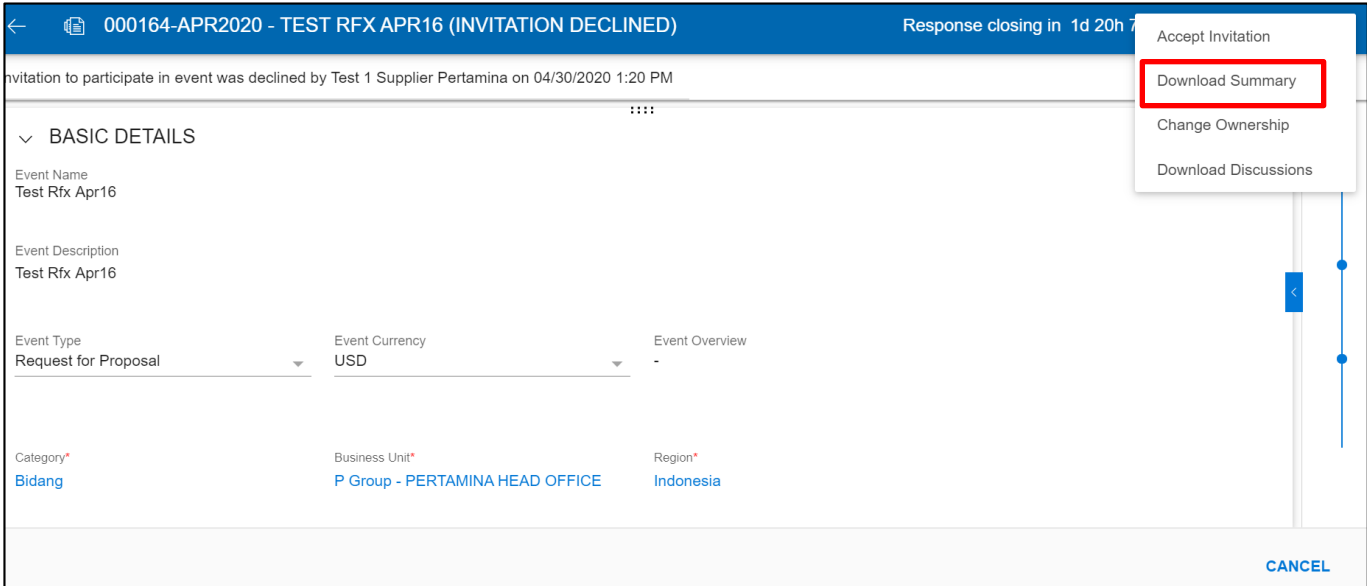 000164-APR2020 - TEST RFX APR16 (INVITATION DECLINED)
Response closing in 1d 20h
Accept Invitation
Download Summary
Change Ownership
Download Discussions
nvitation to participate in event was declined by Test 1 Supplier Pertamina on 04/30/2020 1:20 PM
BASIC DETAILS
Event Name
Test Rfx Apr16
Event Description
Test Rfx Apr16
Event Type
Event Currency
Event Overview
Request for Proposal
USD
-
Category*
Business Unit*
Region*
Bidang
P Group - PERTAMINA HEAD OFFICE
Indonesia
CANCEL